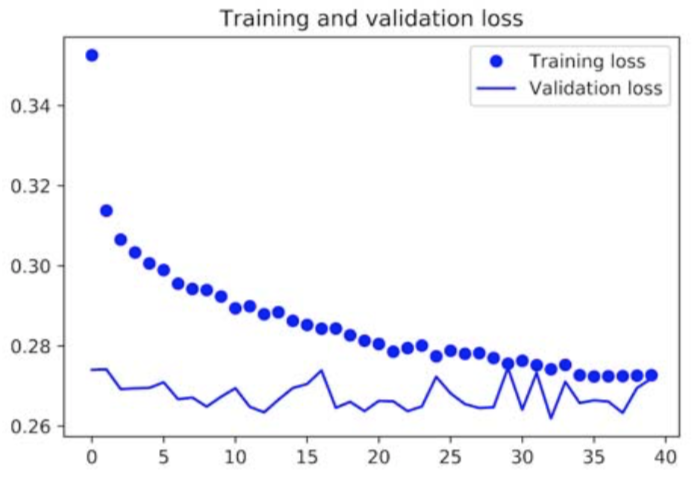 Training and validation loss
Training loss
Validation loss
0.34
0.32
0.30
0.28
0.26
0 5 10 15 20 25 30 35 40